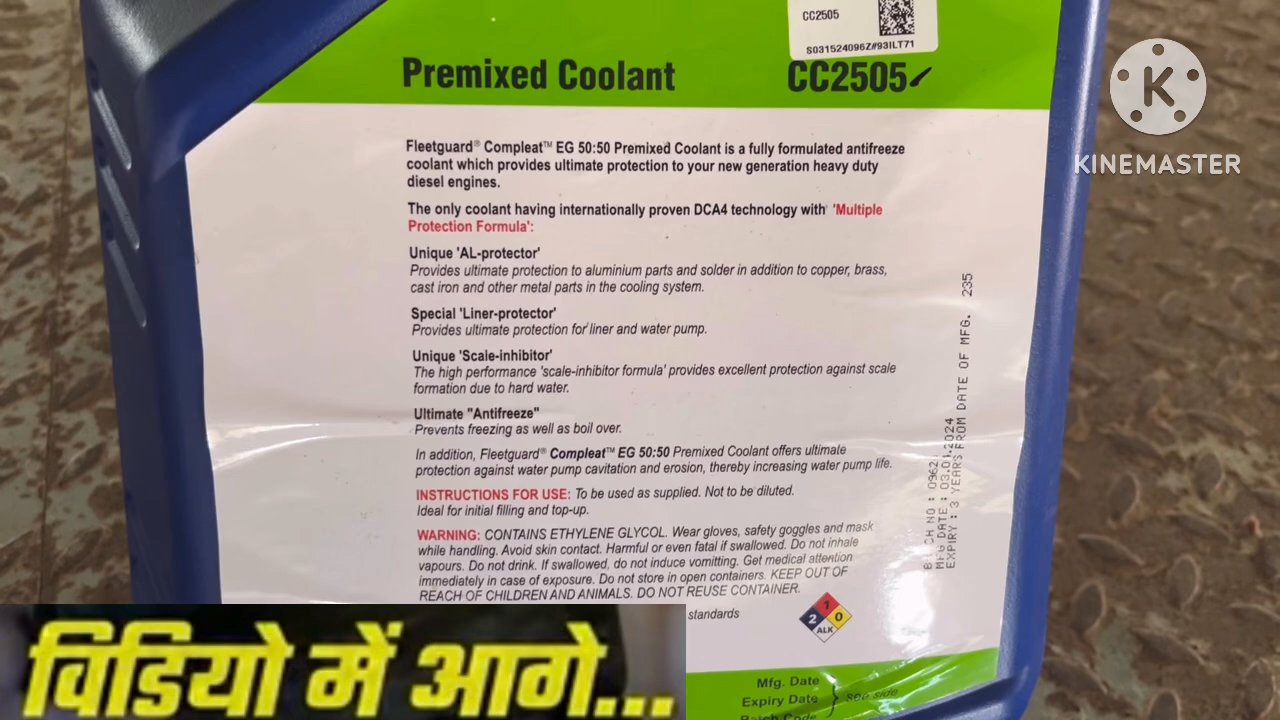 CC2505
S031524096Z#93ILT71
Premixed Coolant CC2505
K
KINEMASTER
Fleetguard® Compleat™ EG 50:50 Premixed Coolant is a fully formulated antifreeze
coolant which provides ultimate protection to your new generation heavy duty
diesel engines.
The only coolant having internationally proven DCA4 technology with 'Multiple
Protection Formula':
Unique 'AL-protector'
Provides ultimate protection to aluminium parts and solder in addition to copper, brass,
cast iron and other metal parts in the cooling system.
Special 'Liner-protector'
Provides ultimate protection for liner and water pump.
Unique 'Scale-inhibitor'
The high performance 'scale-inhibitor formula' provides excellent protection against scale
formation due to hard water.
Ultimate "Antifreeze"
Prevents freezing as well as boil over.
In addition, Fleetguard® Compleat™ EG 50:50 Premixed Coolant offers ultimate
protection against water pump cavitation and erosion, thereby increasing water pump life.
INSTRUCTIONS FOR USE: To be used as supplied. Not to be diluted.
Ideal for initial filling and top-up.
WARNING: CONTAINS ETHYLENE GLYCOL. Wear gloves, safety goggles and mask
while handling. Avoid skin contact. Harmful or even fatal if swallowed. Do not inhale
vapours. Do not drink. If swallowed, do not induce vomitting. Get medical attention
immediately in case of exposure. Do not store in open containers. KEEP OUT OF
REACH OF CHILDREN AND ANIMALS. DO NOT REUSE CONTAINER.
standards
1
2 0
ALK
NO : 0962
DATE : 03.01.2024
EXPIRY : 3 YEARS FROM DATE OF MFG. 235
Mfg. Date
Expiry Date } see side
Batch Code
विडियो में आगे...